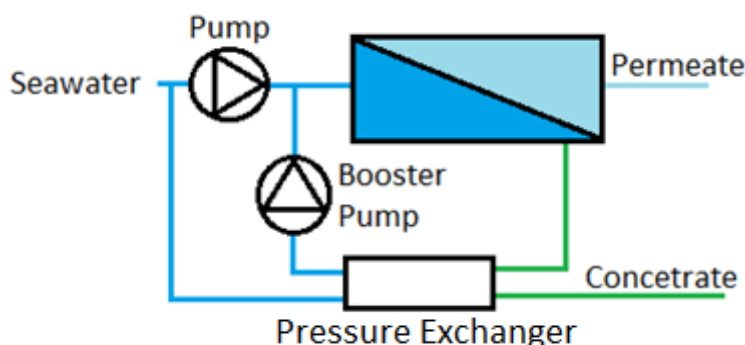 Pump
Seawater
Permeate
Booster
Pump
Concetrate
Pressure Exchanger